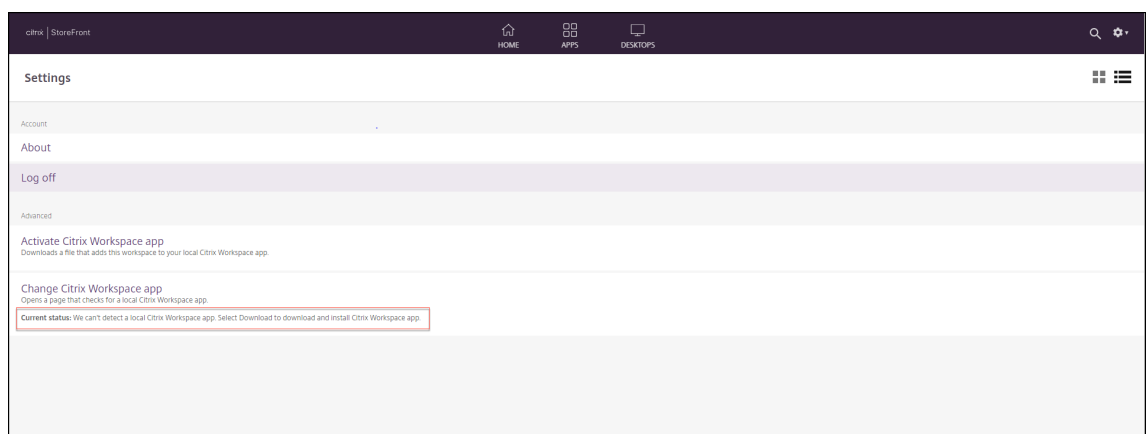 citrix | StoreFront
HOME
APPS
DESKTOPS
Settings
Account
About
Log off
Advanced
Activate Citrix Workspace app
Downloads a file that adds this workspace to your local Citrix Workspace app.
Change Citrix Workspace app
Opens a page that checks for a local Citrix Workspace app.
Current status: We can't detect a local Citrix Workspace app. Select Download to download and install Citrix Workspace app